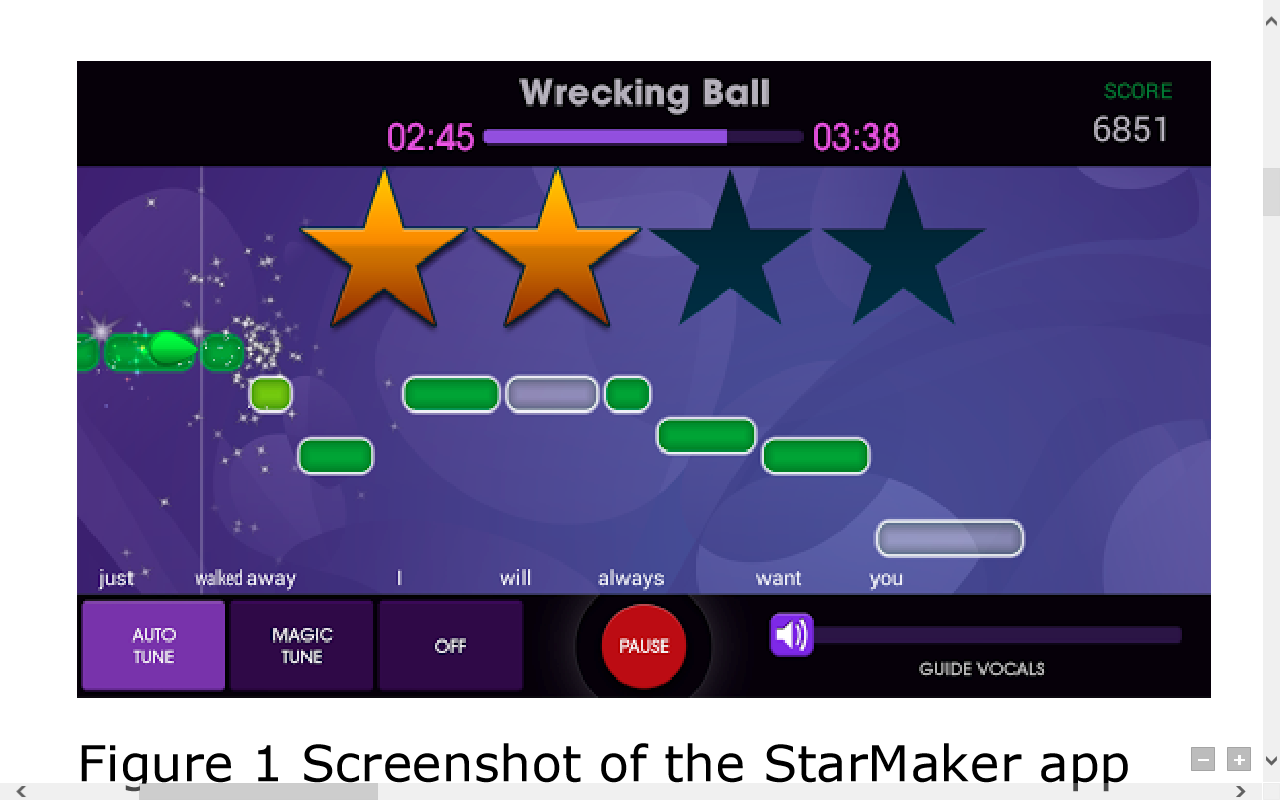 Wrecking Ball
SCORE
02:45 03:38
6851
just walked away I will always want you
AUTO
TUNE
MAGIC
TUNE
OFF
PAUSE
GUIDE VOCALS
Figure 1 Screenshot of the StarMaker app